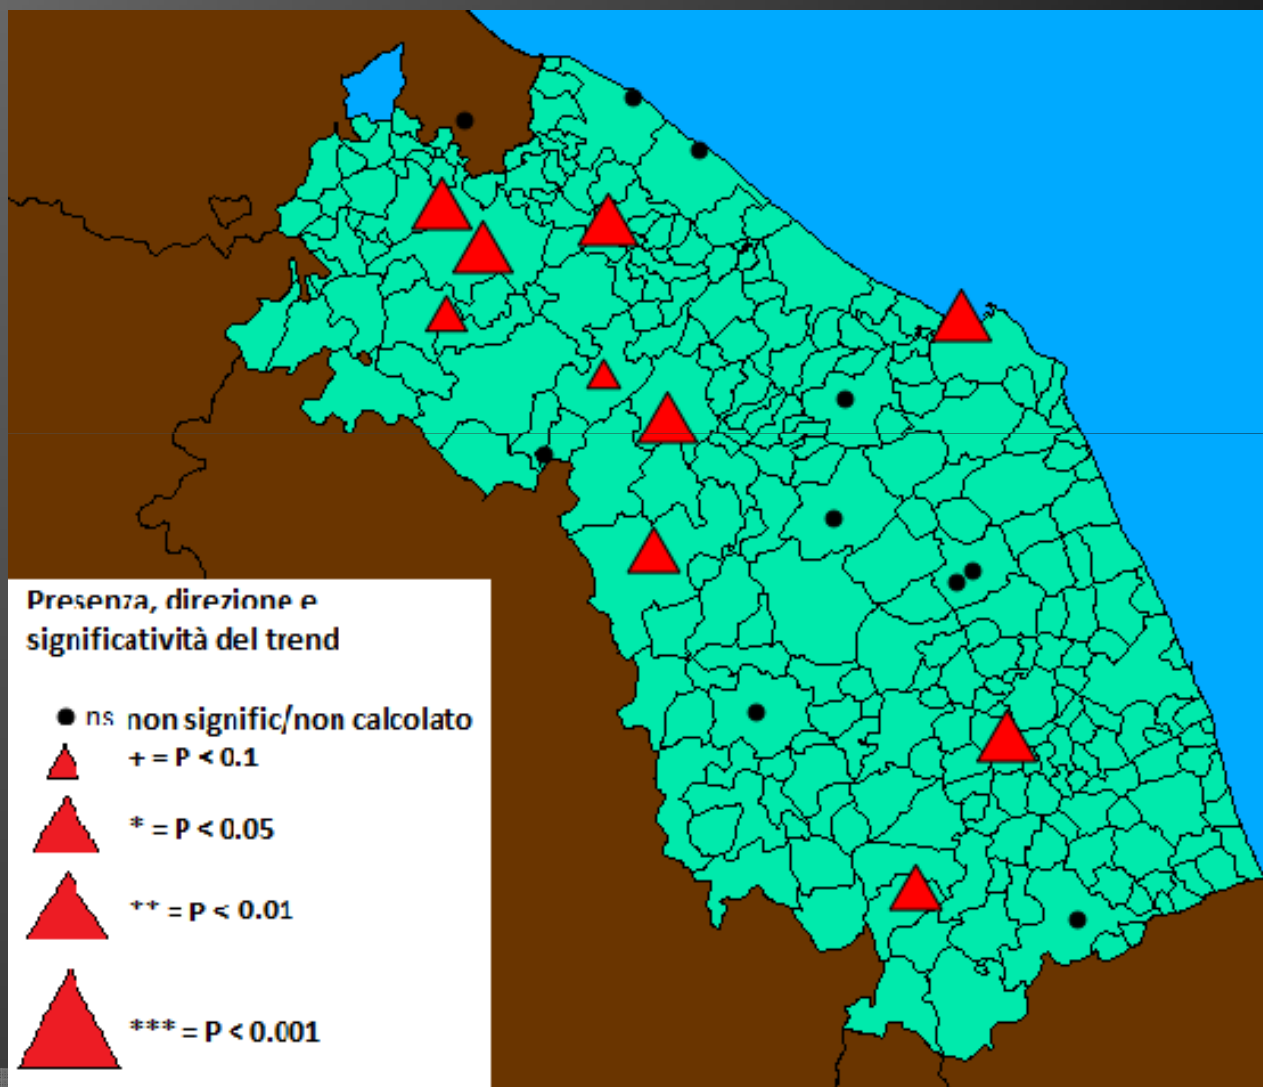 Presenza, direzione e
significatività del trend
ns non signific/non calcolato
+ = P < 0.1
* = P < 0.05
** = P < 0.01
*** = P < 0.001